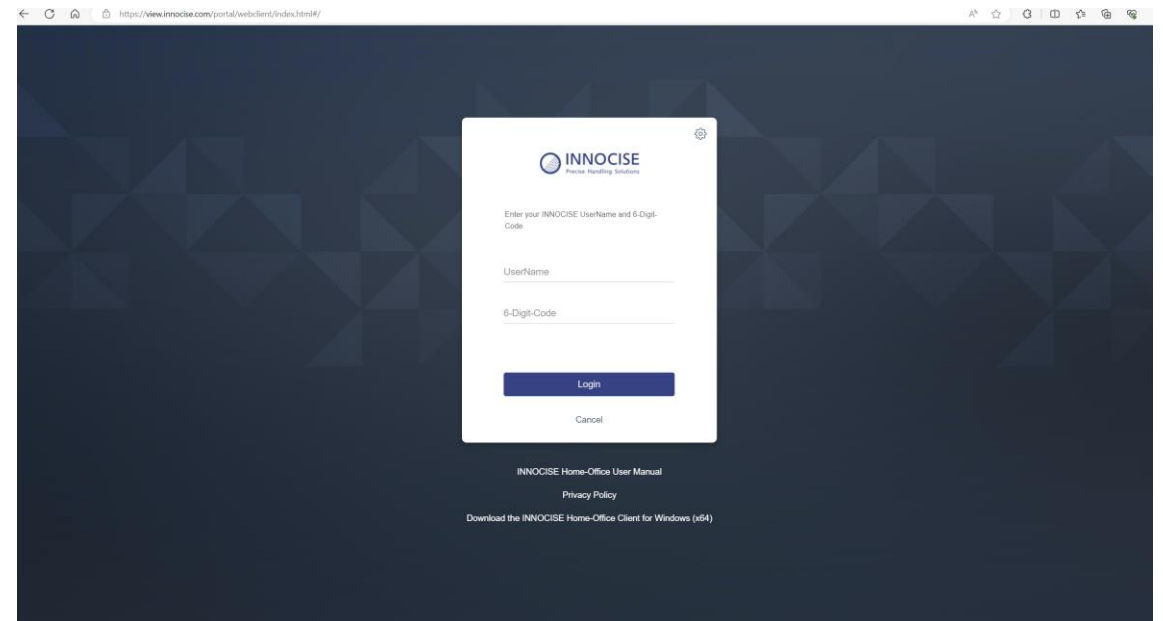 https://view.innocise.com/portal/webclient/index.html#/
INNOCISE
Precise Handling Solutions
Enter your INNOCISE UserName and 6-Digit-
Code
UserName
6-Digit-Code
Login
Cancel
INNOCISE Home-Office User Manual
Privacy Policy
Download the INNOCISE Home-Office Client for Windows (x64)